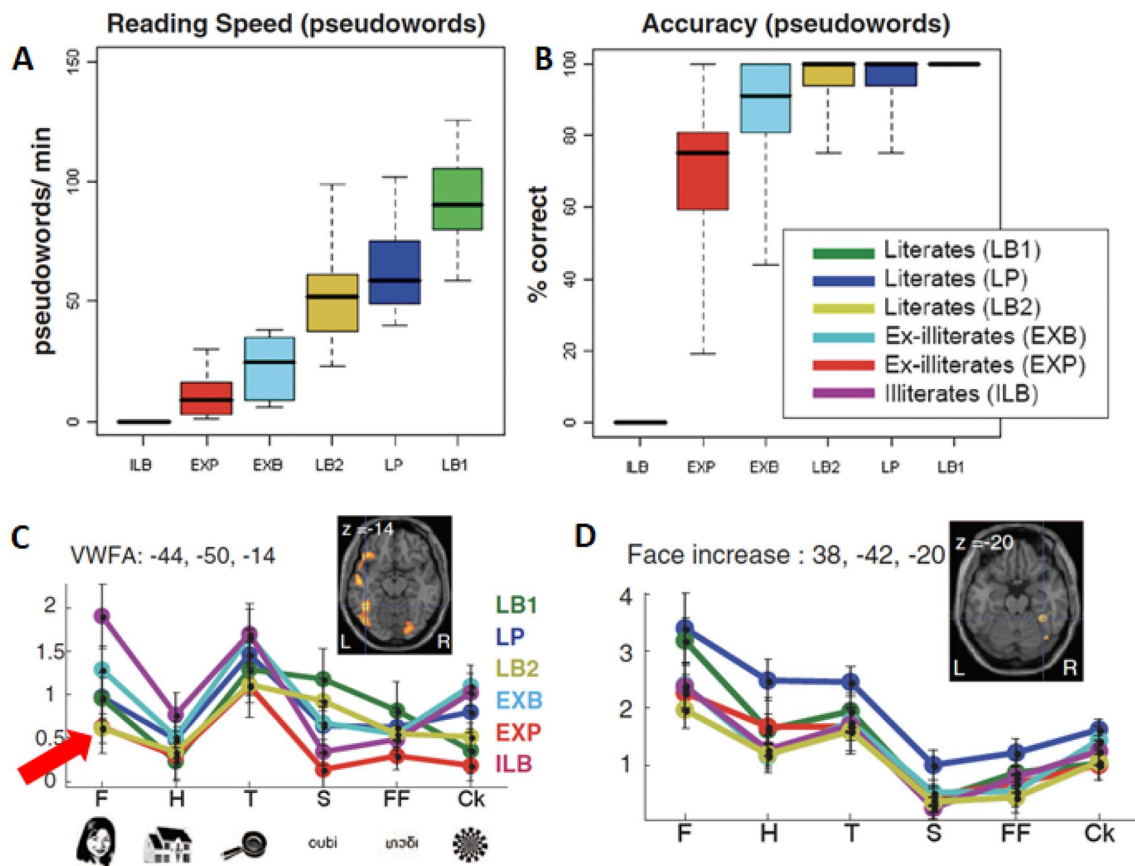 Reading Speed (pseudowords)
A
pseudowords/ min
0
50
100
150
ILB
EXP
EXB
LB2
LP
LB1
Accuracy (pseudowords)
B
% correct
0
20
40
60
80
100
Literates (LB1)
Literates (LP)
Literates (LB2)
Ex-illiterates (EXB)
Ex-illiterates (EXP)
Illiterates (ILB)
ILB
EXP
EXB
LB2
LP
LB1
C
VWFA: -44, -50, -14
z =-14
L
R
2
1.5
1
0.5
0
LB1
LP
LB2
EXB
EXP
ILB
F
H
T
S
FF
Ck
oubi
D
Face increase : 38, -42, -20
z =-20
L
R
4
3
2
1
F
H
T
S
FF
Ck